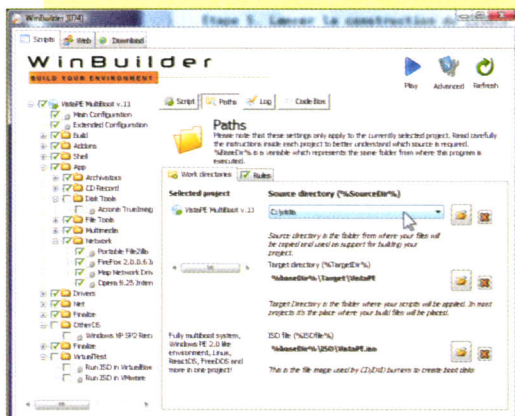 Etape 5. Lancer la construction
WinBuilder [074]
Scripts
Web
Download
WinBuilder
BUILD YOUR ENVIRONMENT
Play
Advanced
Refresh
VistaPE MultiBoot v.11
Main Configuration
Extended Configuration
Build
Addons
Shell
App
Archivators
CD Record
Disk Tools
Acronis TrueImag
File Tools
Multimedia
Network
Portable FileZilla
FireFox 2.0.0.6 I
Map Network Driv
Opera 9.25 Intern
Drivers
Net
Finalize
OtherOS
Windows XP SP2 Reco
Finalize
VirtualTest
Run ISO in VirtualBox
Run ISO in VMware
Script
Paths
Log
Code Box
Paths
Please note that these settings only apply to the currently selected project. Read carefully
the instructions inside each project to better understand which source is required.
%BaseDir% is a variable which represents the same folder from where this program is
executed.
Work directories
Rules
Selected project
Source directory (%SourceDir%)
VistaPE MultiBoot v.11
Source directory is the folder from where your files will
be copied and used as support for building your
project.
Target directory (%TargetDir%)
%BaseDir%\Target\VistaPE
Target Directory is the folder where your scripts will be applied. In most
projects it's the place where your build files will be placed.
Fully multiboot system,
Windows PE 2.0 like
environment, Linux,
ReactOS, FreeDOS and
more in one project!
ISO file (%ISOfile%)
%BaseDir%\ISO\VistaPE.iso
This is the file image used by CD/DVD burners to create boot disks